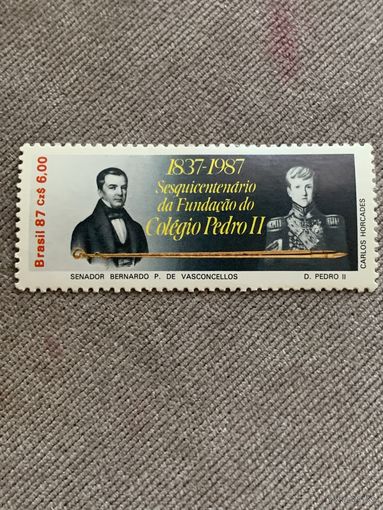 Brasil 87 Cz$ 6,00
1837-1987
Sesquicentenário
da Fundação do
Colégio Pedro II
SENADOR BERNARDO P. DE VASCONCELLOS
D. PEDRO II
CARLOS HORCADES